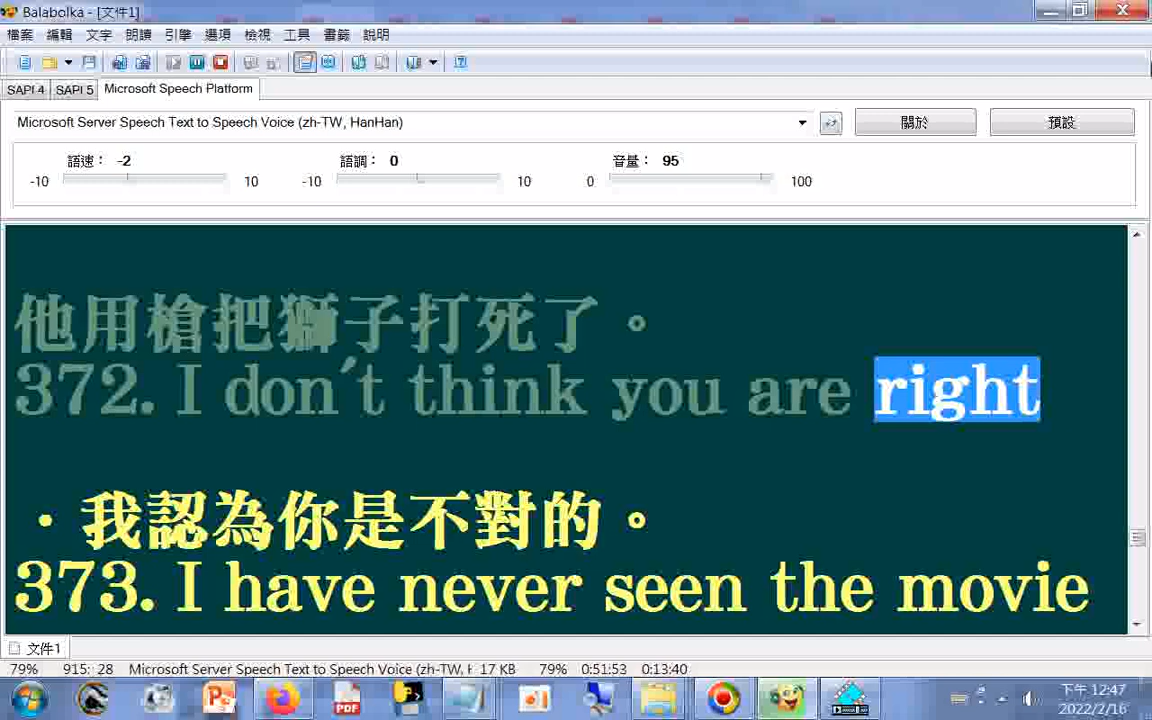 Balabolka - [文件1]
檔案 編輯 文字 朗讀 引擎 選項 檢視 工具 書籤 說明
SAPI 4 SAPI 5 Microsoft Speech Platform
Microsoft Server Speech Text to Speech Voice (zh-TW, HanHan) 關於 預設
語速： -2 語調： 0 音量： 95
-10 10 -10 10 0 100
他用槍把獅子打死了。
372. I don't think you are right
．我認為你是不對的。
373. I have never seen the movie
文件1
79% 915: 28 Microsoft Server Speech Text to Speech Voice (zh-TW, 17 KB 79% 0:51:53 0:13:40
下午 12:47
2022/2/16